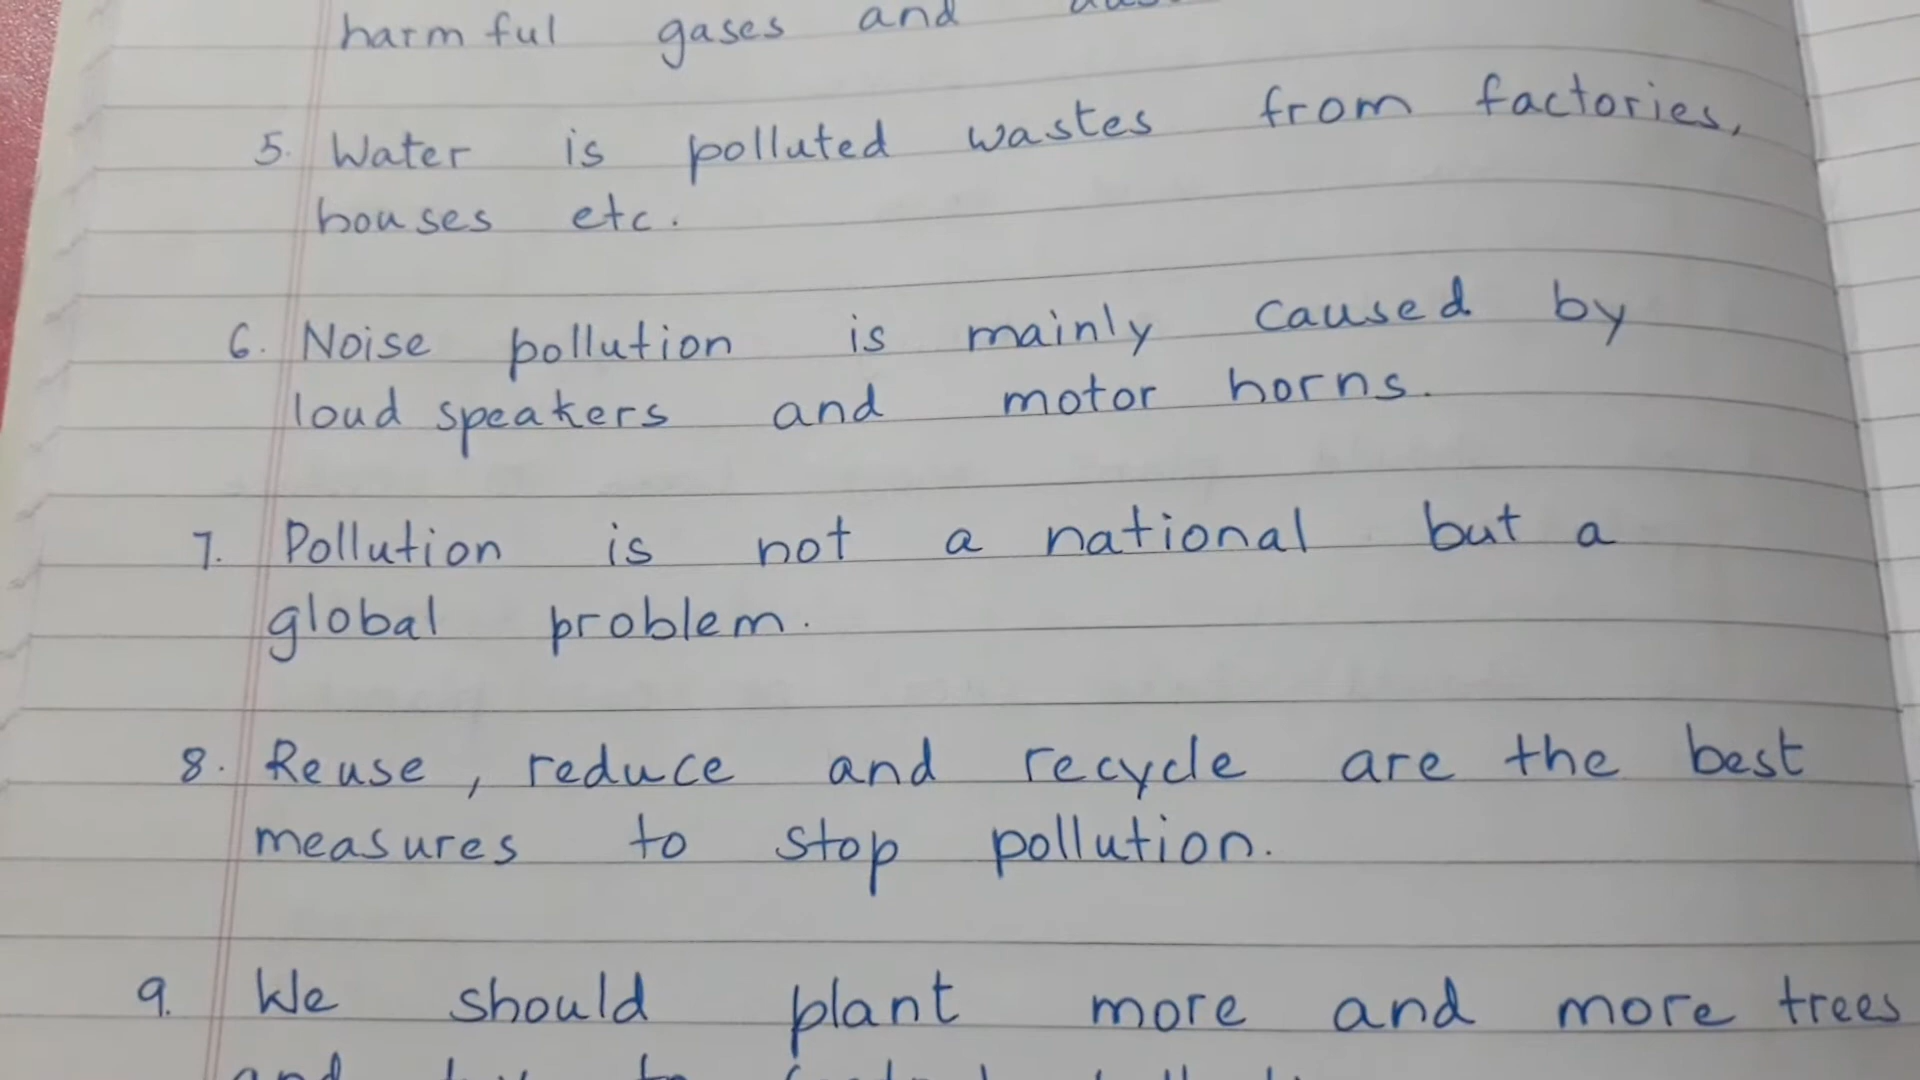 harmful gases and
5. Water is polluted wastes from factories,
houses etc.
6. Noise pollution is mainly caused by
loud speakers and motor horns.
7. Pollution is not a national but a
global problem.
8. Reuse, reduce and recycle are the best
measures to stop pollution.
9. We should plant more and more trees
and